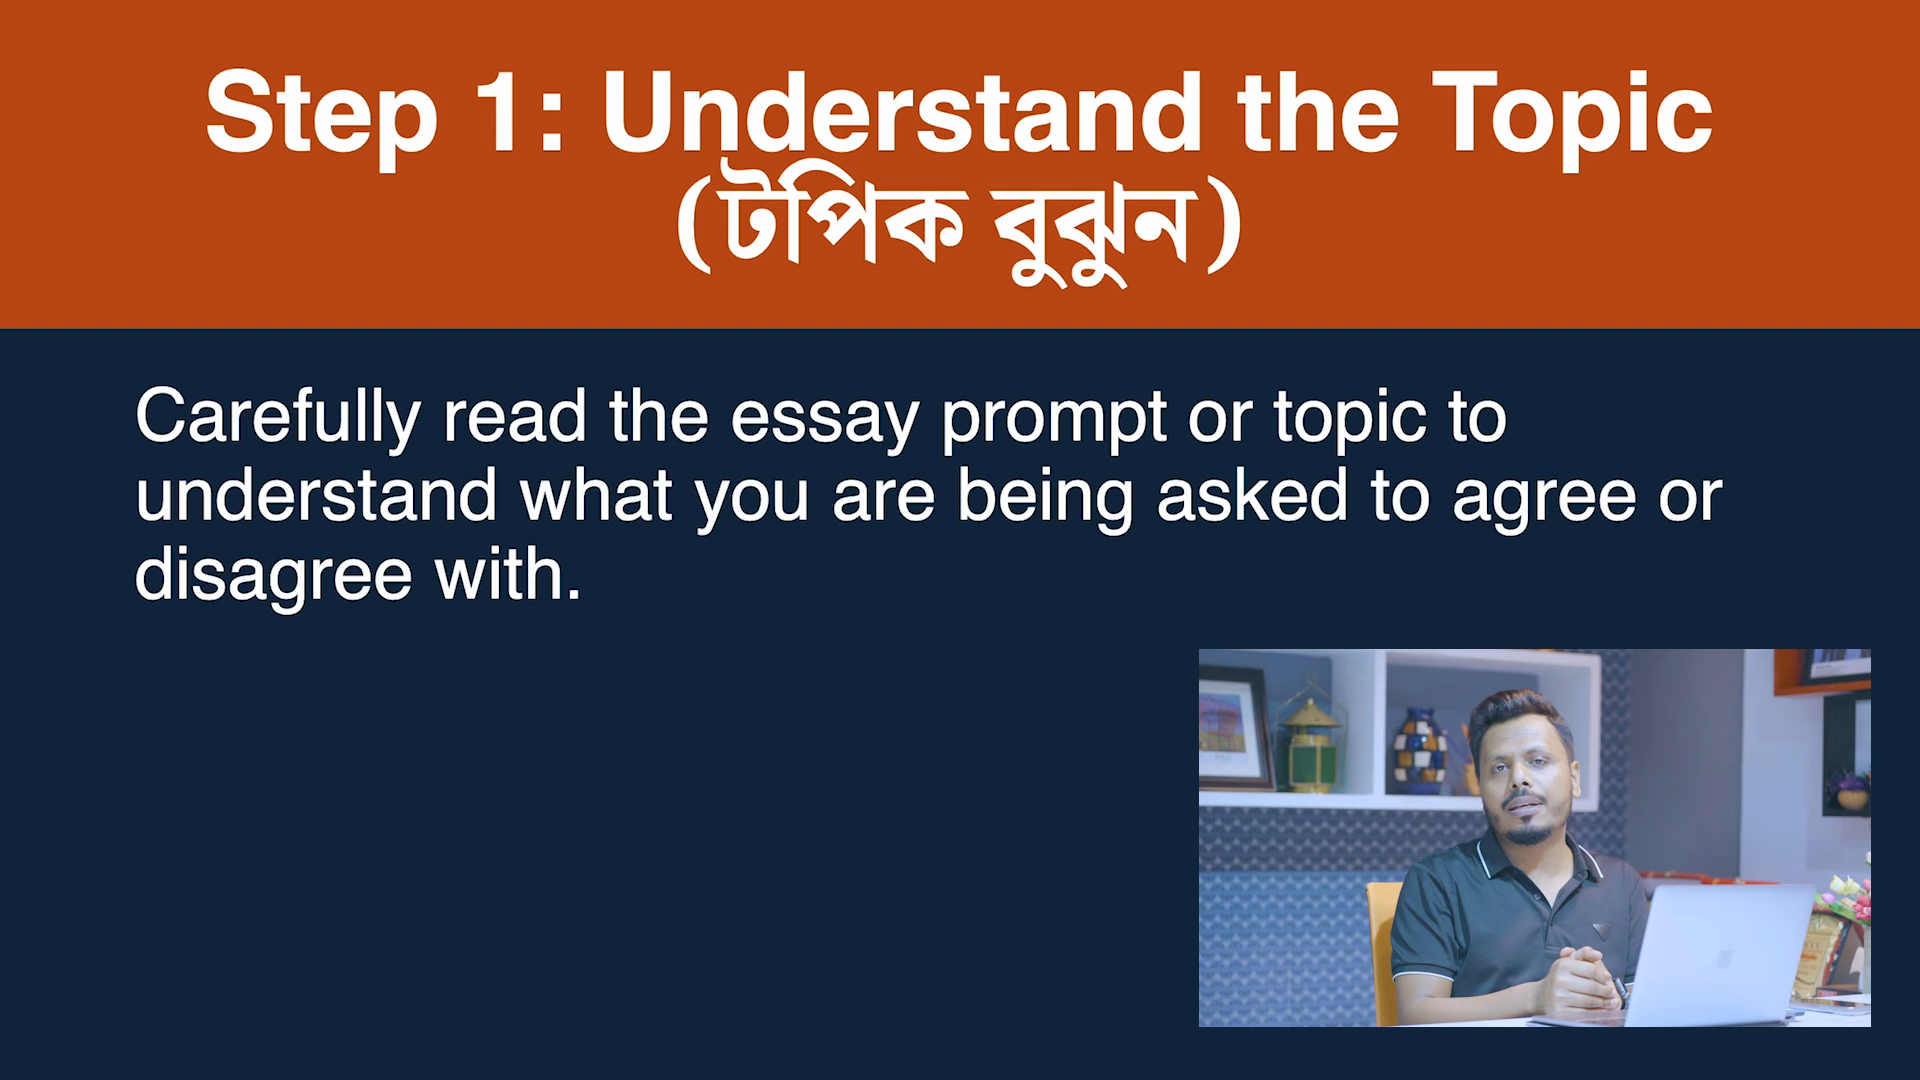 Step 1: Understand the Topic
(টপিক বুঝুন)
Carefully read the essay prompt or topic to
understand what you are being asked to agree or
disagree with.